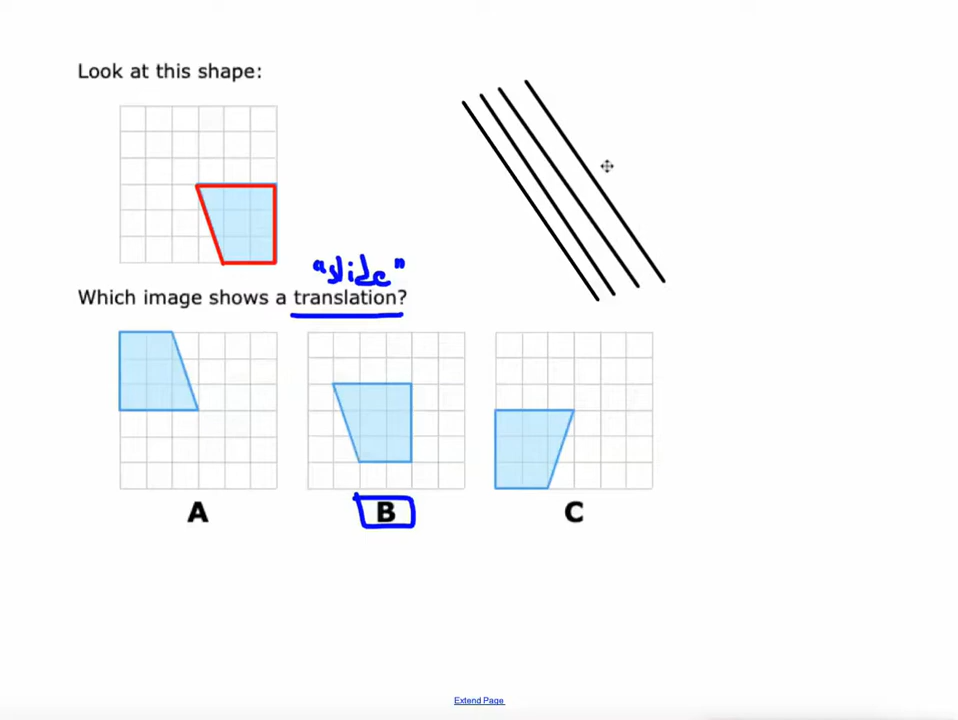 Look at this shape:
"slide"
Which image shows a translation?
A
B
C
Extend Page